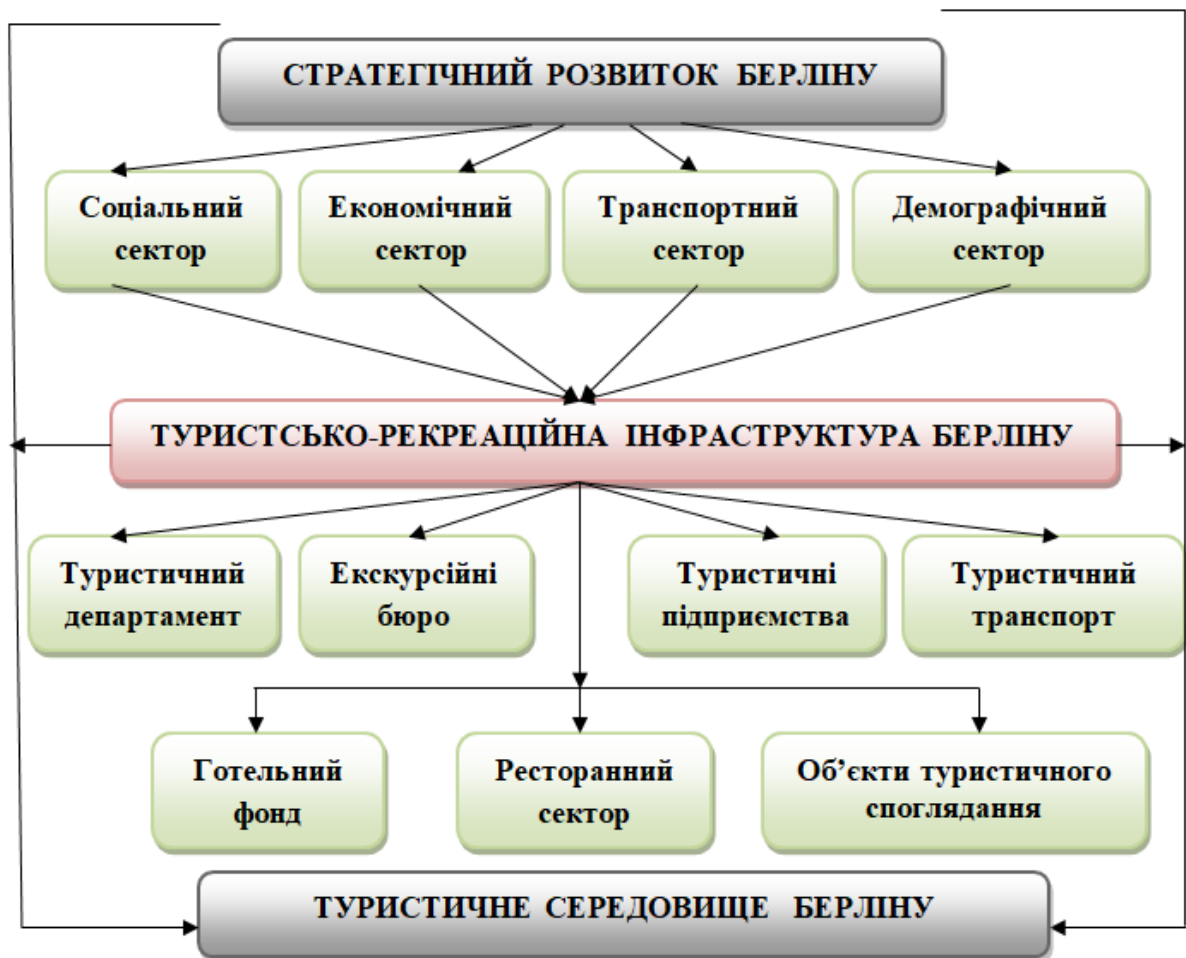 СТРАТЕГІЧНИЙ РОЗВИТОК БЕРЛІНУ
Соціальний
сектор
Економічний
сектор
Транспортний
сектор
Демографічний
сектор
ТУРИСТСЬКО-РЕКРЕАЦІЙНА ІНФРАСТРУКТУРА БЕРЛІНУ
Туристичний
департамент
Екскурсійні
бюро
Туристичні
підприємства
Туристичний
транспорт
Готельний
фонд
Ресторанний
сектор
Об’єкти туристичного
споглядання
ТУРИСТИЧНЕ СЕРЕДОВИЩЕ БЕРЛІНУ